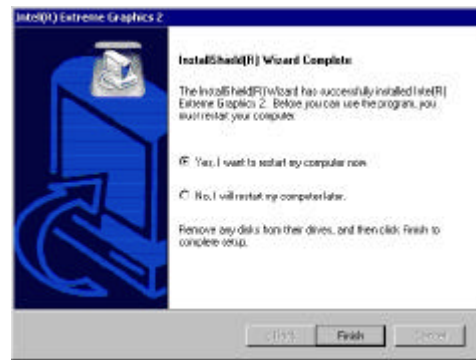 Intel(R) Extreme Graphics 2
InstallShield(R) Wizard Complete
The InstallShield(R) Wizard has successfully installed Intel(R)
Extreme Graphics 2. Before you can use the program, you
must restart your computer.
Yes, I want to restart my computer now.
No, I will restart my computer later.
Remove any disks from their drives, and then click Finish to
complete setup.
< Back
Finish
Cancel